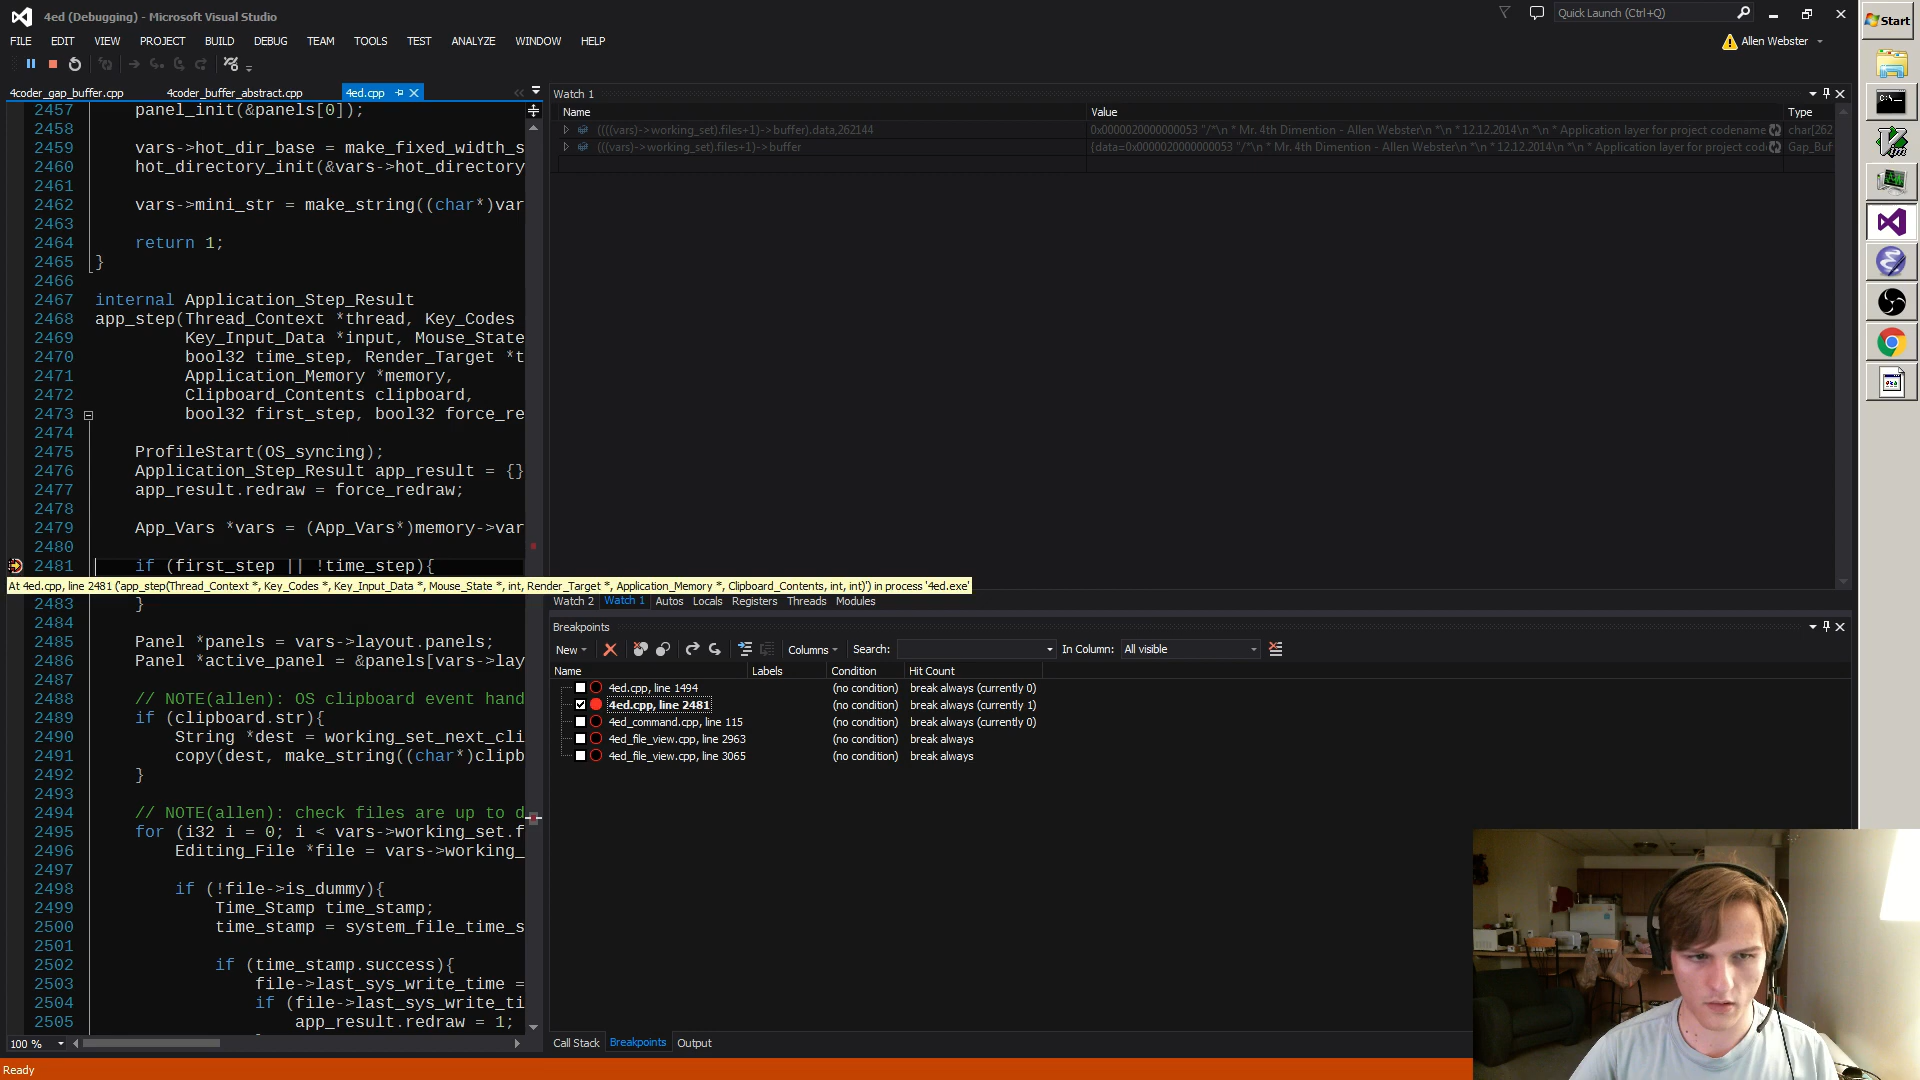 4ed (Debugging) - Microsoft Visual Studio
Quick Launch (Ctrl+Q)
Start
FILE EDIT VIEW PROJECT BUILD DEBUG TEAM TOOLS TEST ANALYZE WINDOW HELP
Allen Webster
4coder_gap_buffer.cpp 4coder_buffer_abstract.cpp 4ed.cpp
2457 panel_init(&panels[0]);
2458
2459 vars->hot_dir_base = make_fixed_width_s
2460 hot_directory_init(&vars->hot_directory
2461
2462 vars->mini_str = make_string((char*)var
2463
2464 return 1;
2465 }
2466
2467 internal Application_Step_Result
2468 app_step(Thread_Context *thread, Key_Codes
2469 Key_Input_Data *input, Mouse_State
2470 bool32 time_step, Render_Target *t
2471 Application_Memory *memory,
2472 Clipboard_Contents clipboard,
2473 bool32 first_step, bool32 force_re
2474
2475 ProfileStart(OS_syncing);
2476 Application_Step_Result app_result = {}
2477 app_result.redraw = force_redraw;
2478
2479 App_Vars *vars = (App_Vars*)memory->var
2480
2481 if (first_step || !time_step){
At 4ed.cpp, line 2481 ('app_step(Thread_Context *, Key_Codes *, Key_Input_Data *, Mouse_State *, int, Render_Target *, Application_Memory *, Clipboard_Contents, int, int)') in process '4ed.exe'
2483 }
2484
2485 Panel *panels = vars->layout.panels;
2486 Panel *active_panel = &panels[vars->lay
2487
2488 // NOTE(allen): OS clipboard event hand
2489 if (clipboard.str){
2490 String *dest = working_set_next_cli
2491 copy(dest, make_string((char*)clipb
2492 }
2493
2494 // NOTE(allen): check files are up to d
2495 for (i32 i = 0; i < vars->working_set.f
2496 Editing_File *file = vars->working_
2497
2498 if (!file->is_dummy){
2499 Time_Stamp time_stamp;
2500 time_stamp = system_file_time_s
2501
2502 if (time_stamp.success){
2503 file->last_sys_write_time =
2504 if (file->last_sys_write_ti
2505 app_result.redraw = 1;
100 %
Watch 1
Name Value Type
((((vars)->working_set).files+1)->buffer).data,262144 0x0000020000000053 "/*\n * Mr. 4th Dimention - Allen Webster\n *\n * 12.12.2014\n *\n * Application layer for project codename char[262
(((vars)->working_set).files+1)->buffer {data=0x0000020000000053 "/*\n * Mr. 4th Dimention - Allen Webster\n *\n * 12.12.2014\n *\n * Application layer for project cod Gap_Buf
Watch 2 Watch 1 Autos Locals Registers Threads Modules
Breakpoints
New Columns Search: In Column: All visible
Name Labels Condition Hit Count
4ed.cpp, line 1494 (no condition) break always (currently 0)
4ed.cpp, line 2481 (no condition) break always (currently 1)
4ed_command.cpp, line 115 (no condition) break always (currently 0)
4ed_file_view.cpp, line 2963 (no condition) break always
4ed_file_view.cpp, line 3065 (no condition) break always
Call Stack Breakpoints Output
Ready